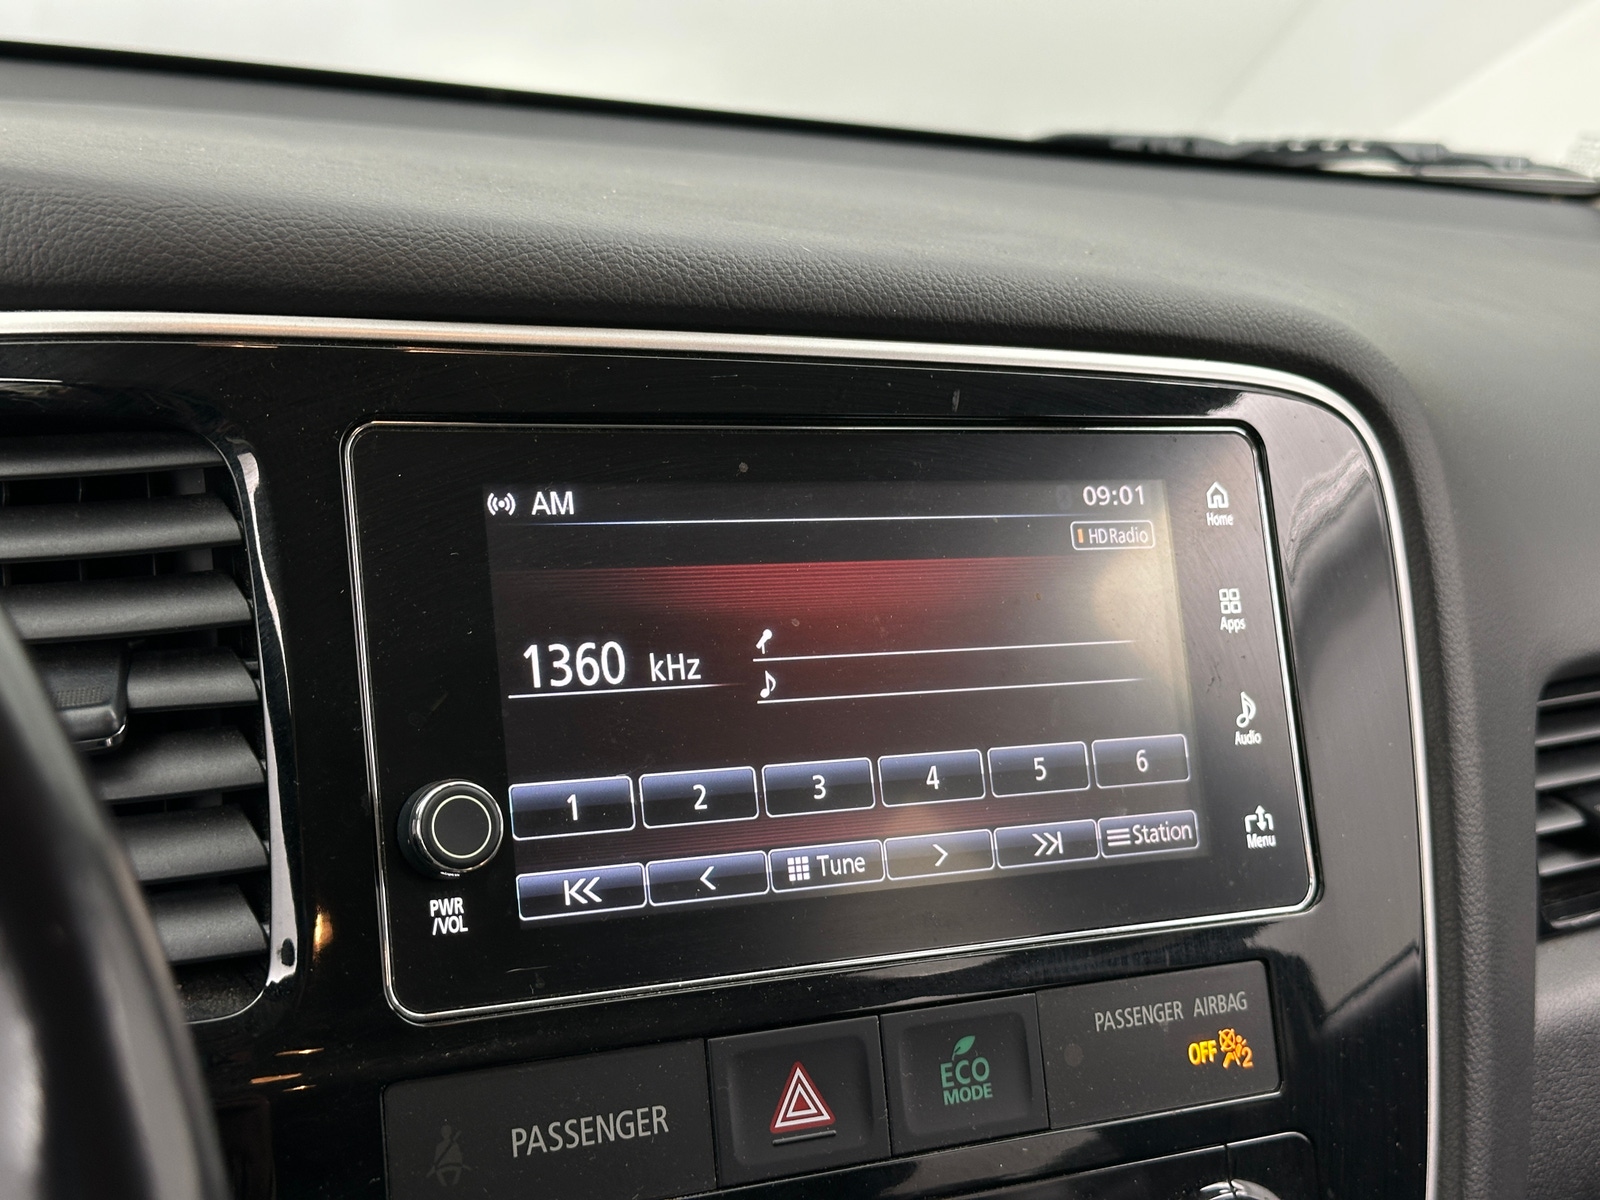 AM
09:01
HD Radio
Home
Apps
1360 kHz
Audio
1 2 3 4 5 6
Tune
Station
Menu
PWR
/VOL
PASSENGER AIRBAG
OFF 2
ECO
MODE
PASSENGER